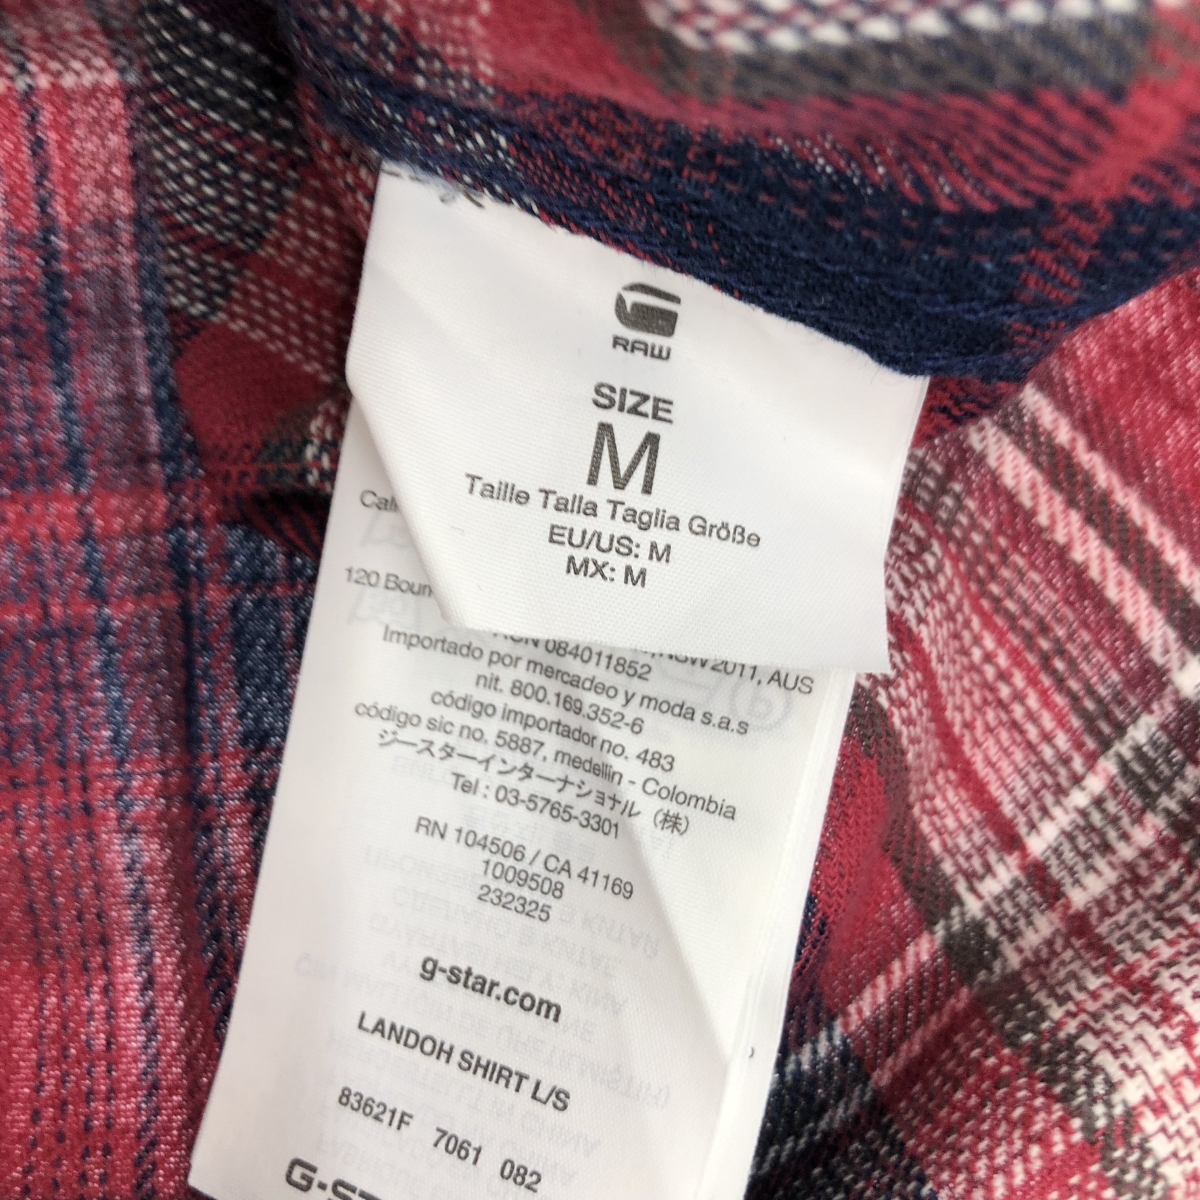 RAW
SIZE
M
Taille Talla Taglia Größe
EU/US: M
MX: M
120
NSW 2011, AUS
084011852
Importado por mercadeo y moda s.a.s
nit. 800.169.352-6
código importador no. 483
código sic no. 5887, medellin - Colombia
ジースターインターナショナル（株）
Tel : 03-5765-3301
RN 104506 / CA 41169
1009508
232325
g-star.com
LANDOH SHIRT L/S
83621F 7061 082